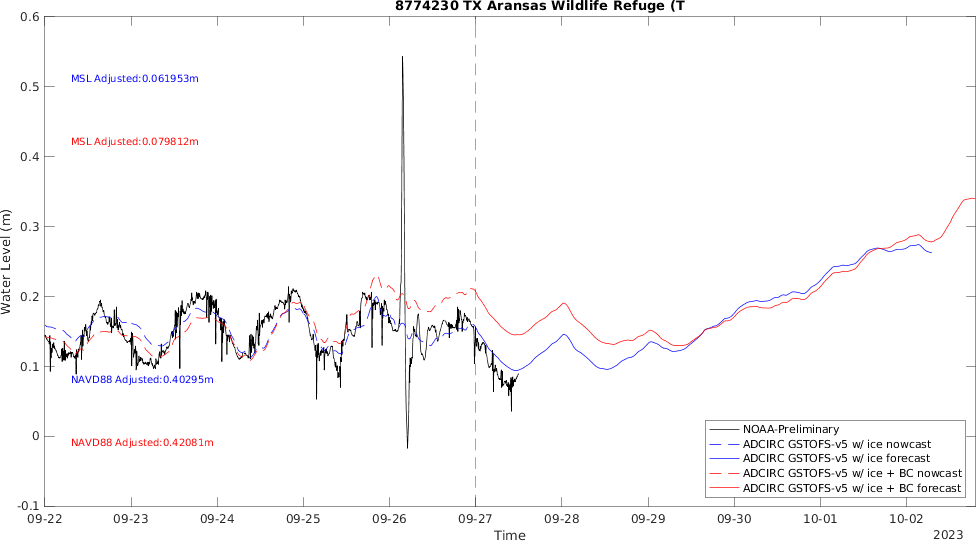 8774230 TX Aransas Wildlife Refuge (T
0.6
0.5
0.4
0.3
0.2
0.1
0
-0.1
Water Level (m)
MSL Adjusted:0.061953m
MSL Adjusted:0.079812m
NAVD88 Adjusted:0.40295m
NAVD88 Adjusted:0.42081m
NOAA-Preliminary
ADCIRC GSTOFS-v5 w/ ice nowcast
ADCIRC GSTOFS-v5 w/ ice forecast
ADCIRC GSTOFS-v5 w/ ice + BC nowcast
ADCIRC GSTOFS-v5 w/ ice + BC forecast
09-22 09-23 09-24 09-25 09-26 09-27 09-28 09-29 09-30 10-01 10-02
Time
2023